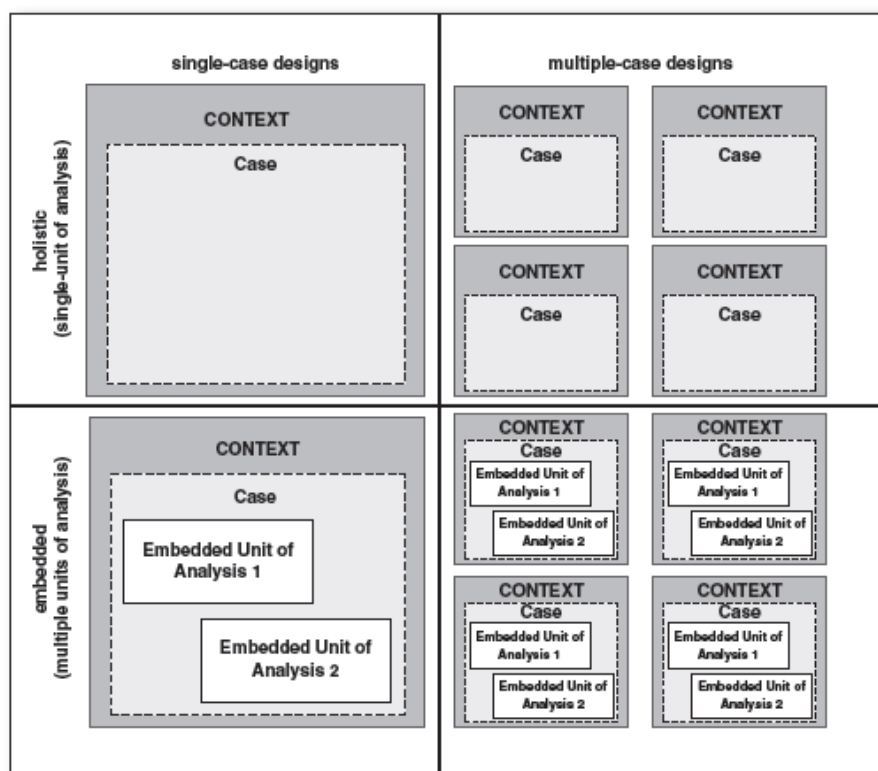 single-case designs
multiple-case designs
holistic
(single-unit of analysis)
CONTEXT
Case
CONTEXT
Case
CONTEXT
Case
CONTEXT
Case
CONTEXT
Case
embedded
(multiple units of analysis)
CONTEXT
Case
Embedded Unit of
Analysis 1
Embedded Unit of
Analysis 2
CONTEXT
Case
Embedded Unit of
Analysis 1
Embedded Unit of
Analysis 2
CONTEXT
Case
Embedded Unit of
Analysis 1
Embedded Unit of
Analysis 2
CONTEXT
Case
Embedded Unit of
Analysis 1
Embedded Unit of
Analysis 2
CONTEXT
Case
Embedded Unit of
Analysis 1
Embedded Unit of
Analysis 2